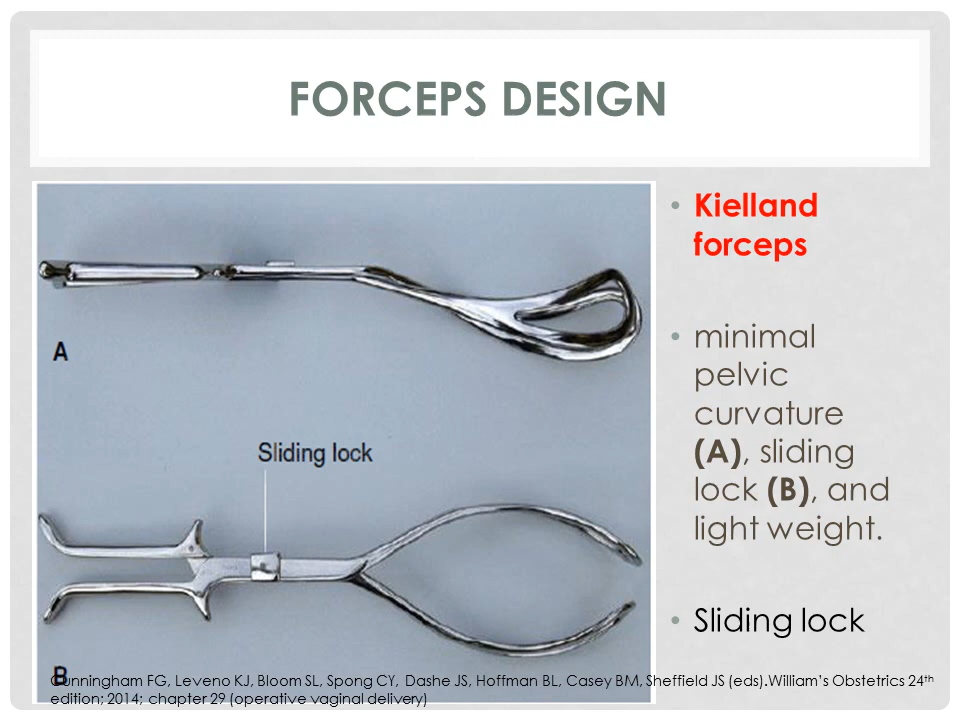 FORCEPS DESIGN
A
Sliding lock
B
• Kielland
forceps
• minimal
pelvic
curvature
(A), sliding
lock (B), and
light weight.
• Sliding lock
Cunningham FG, Leveno KJ, Bloom SL, Spong CY, Dashe JS, Hoffman BL, Casey BM, Sheffield JS (eds).William’s Obstetrics 24th
edition; 2014; chapter 29 (operative vaginal delivery)